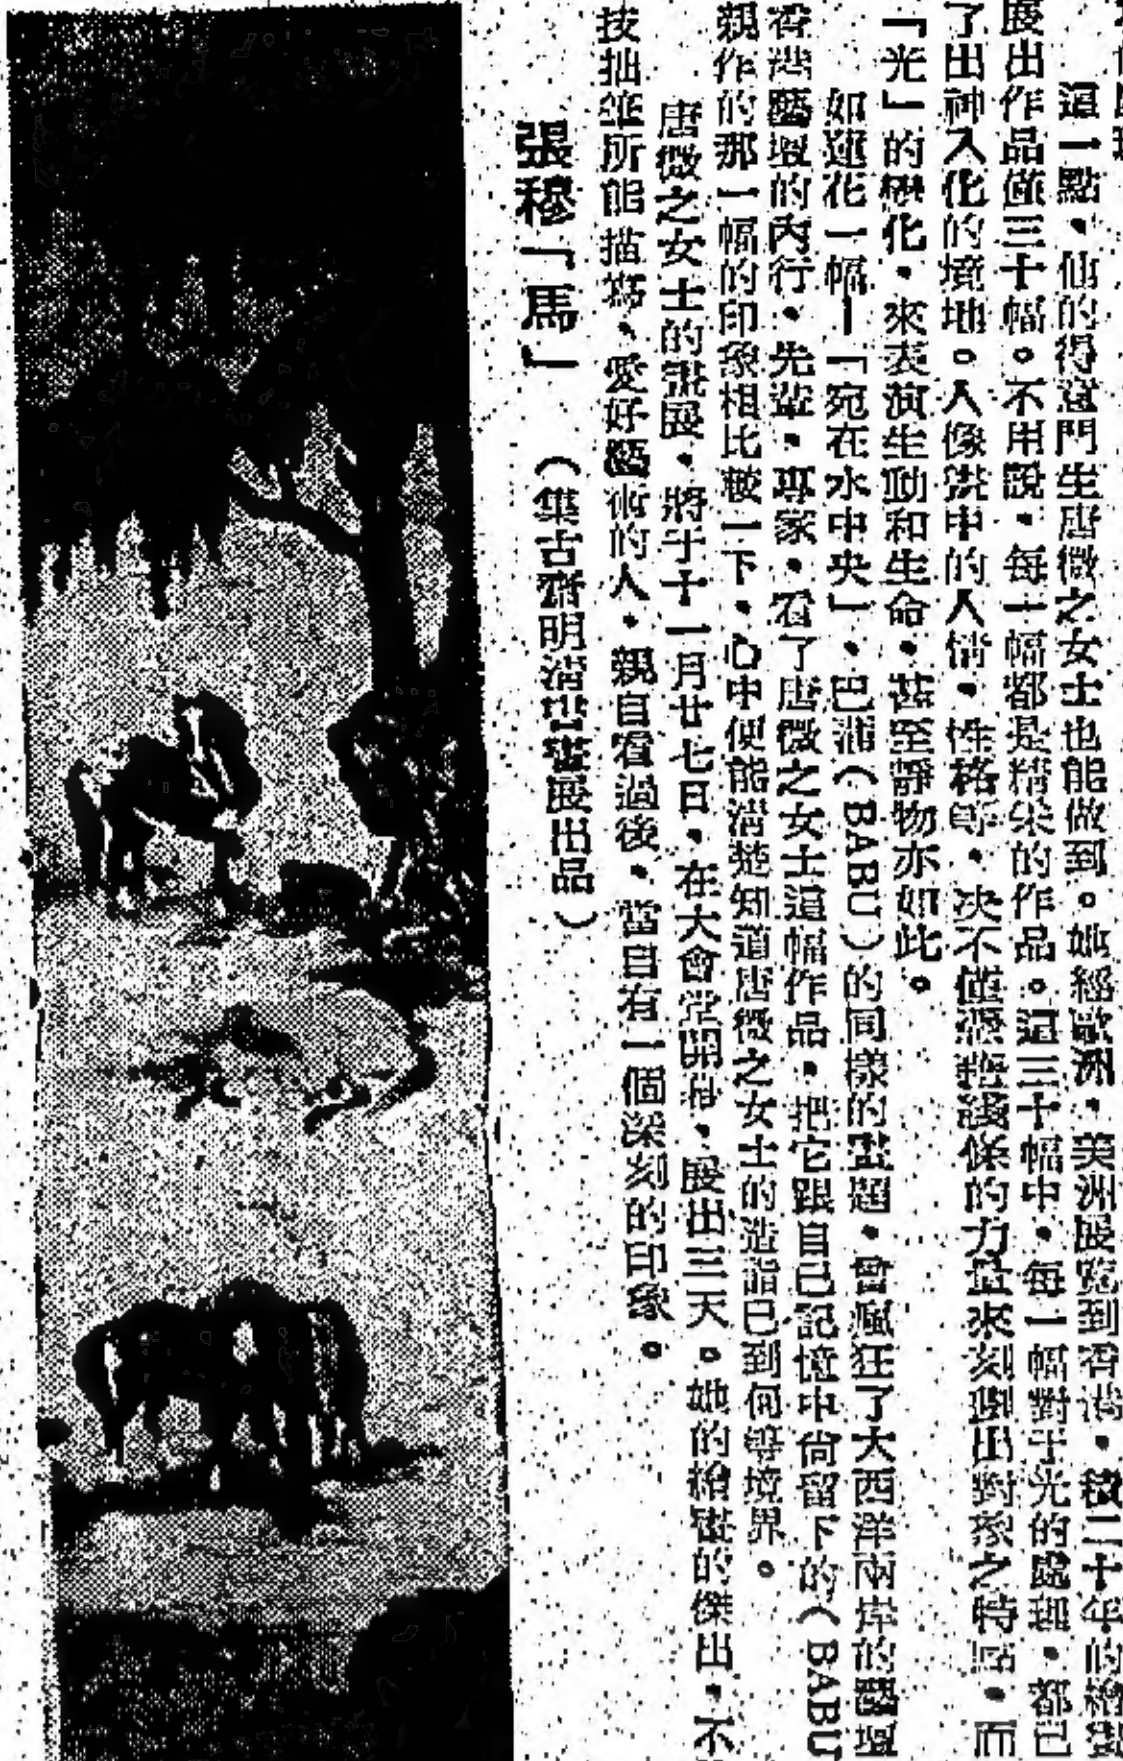 這一點，他的得意門生唐微之女士也能做到。她經歐洲，美洲展覽到香港，積二十年的繪
展出作品僅三十幅。不用說，每一幅都是精采的作品。這三十幅中，每一幅對于光的處理，都已
了出神入化的境地。人像畫中的人情，性格等，決不僅憑 綫條的力量來刻劃出對象之特點，而
「光」的變化，來表演生動和生命，甚至靜物亦如此。
如蓮花一幅—「宛在水中央」，巴蒲（BABU）的同樣的畫題，曾瘋狂了大西洋兩岸的藝壇
香港藝壇的內行，先輩，專家，看了唐微之女士這幅作品，把它跟自己記憶中尚留下的（BABU
親作的那一幅的印象相比較一下，心中便能清楚知道唐微之女士的造詣已到何等境界。
唐微之女士的畫展，將于十一月廿七日，在大會堂開幕，展出三天。她的繪畫的傑出，不
技拙筆所能描寫，愛好藝術的人，親自看過後，當自有一個深刻的印象。
張穆「馬」（集古齋明清書畫展出品）